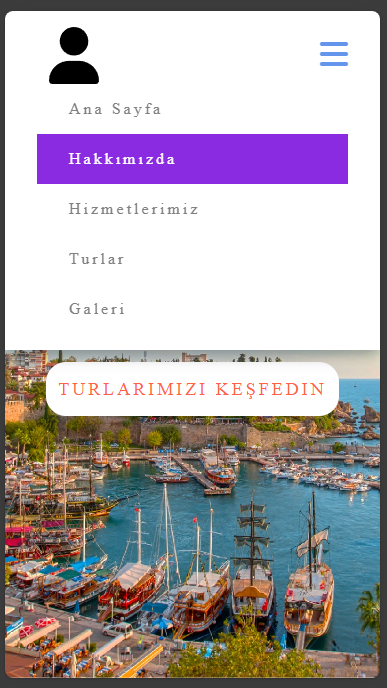 Ana Sayfa
Hakkımızda
Hizmetlerimiz
Turlar
Galeri
TURLARIMIZI KEŞFEDIN